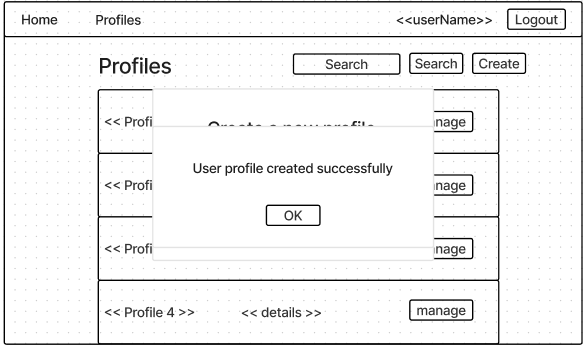 Home Profiles <<userName>> Logout
Profiles Search Search Create
<< Profi nage
Create a new profile
User profile created successfully
<< Profi nage
OK
<< Profi nage
<< Profile 4 >> << details >> manage